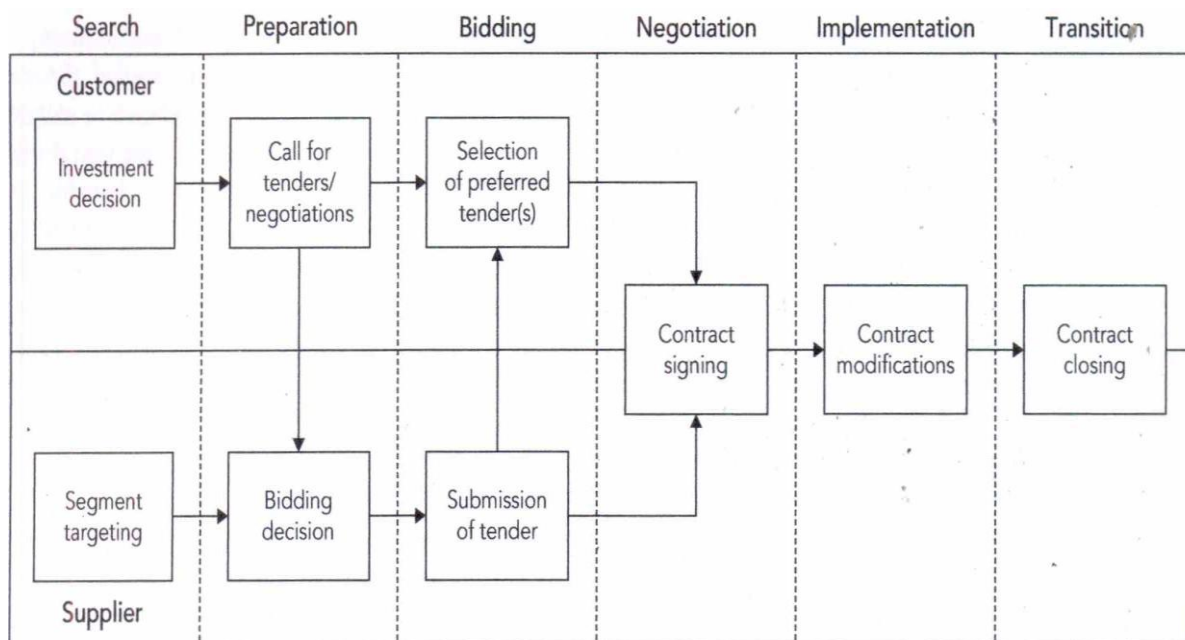 Search
Preparation
Bidding
Negotiation
Implementation
Transition
Customer
Investment
decision
Call for
tenders/
negotiations
Selection
of preferred
tender(s)
Contract
signing
Contract
modifications
Contract
closing
Segment
targeting
Bidding
decision
Submission
of tender
Supplier